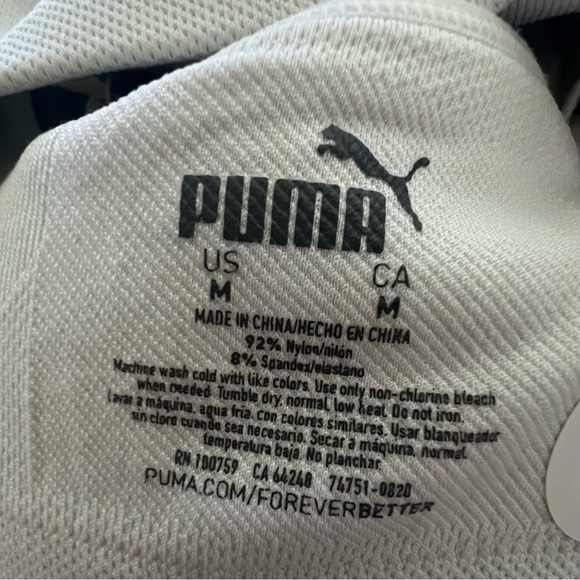 PUMA
US CA
M M
MADE IN CHINA/HECHO EN CHINA
92% Nylon/nilón
8% Spandex/elastano
Machine wash cold with like colors. Use only non-chlorine bleach
when needed. Tumble dry, normal, low heat. Do not iron.
Lavar a máquina, agua fría, con colores similares. Usar blanqueador
sin cloro cuando sea necesario. Secar a máquina, normal,
temperatura baja. No planchar
RN 100759 CA 64248 74751-0820
PUMA.COM/FOREVERBETTER